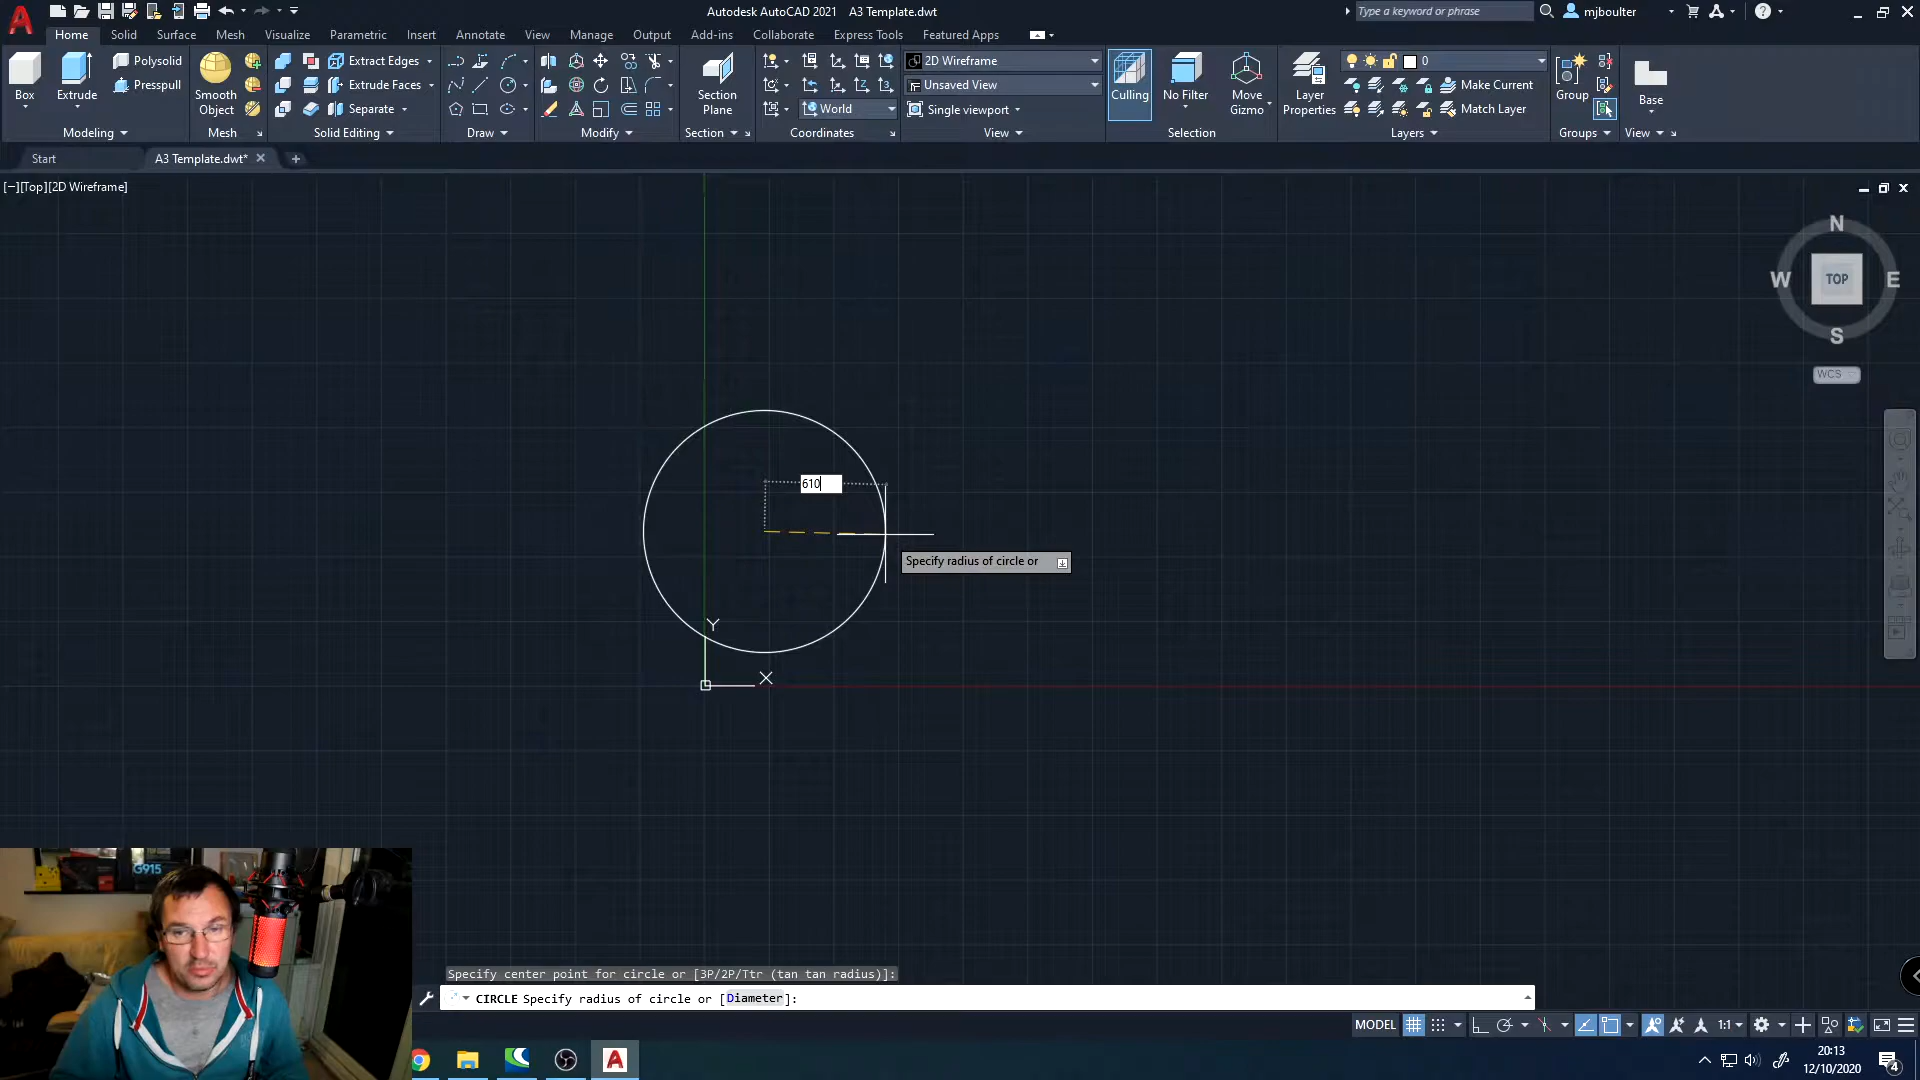 Autodesk AutoCAD 2021 A3 Template.dwt
Type a keyword or phrase
mjboulter
Home Solid Surface Mesh Visualize Parametric Insert Annotate View Manage Output Add-ins Collaborate Express Tools Featured Apps
Box
Extrude
Polysolid
Presspull
Modeling
Smooth
Object
Mesh
Extract Edges
Extrude Faces
Separate
Solid Editing
Draw
Modify
Section
Plane
Section
World
Coordinates
2D Wireframe
Unsaved View
Single viewport
View
Culling
No Filter
Move
Gizmo
Selection
Layer
Properties
0
Make Current
Match Layer
Layers
Group
Groups
Base
View
Start
A3 Template.dwt*
[−][Top][2D Wireframe]
N
W TOP E
S
WCS
610
Specify radius of circle or
Y
X
G915
Specify center point for circle or [3P/2P/Ttr (tan tan radius)]:
CIRCLE Specify radius of circle or [Diameter]:
MODEL
1:1
20:13
12/10/2020
4